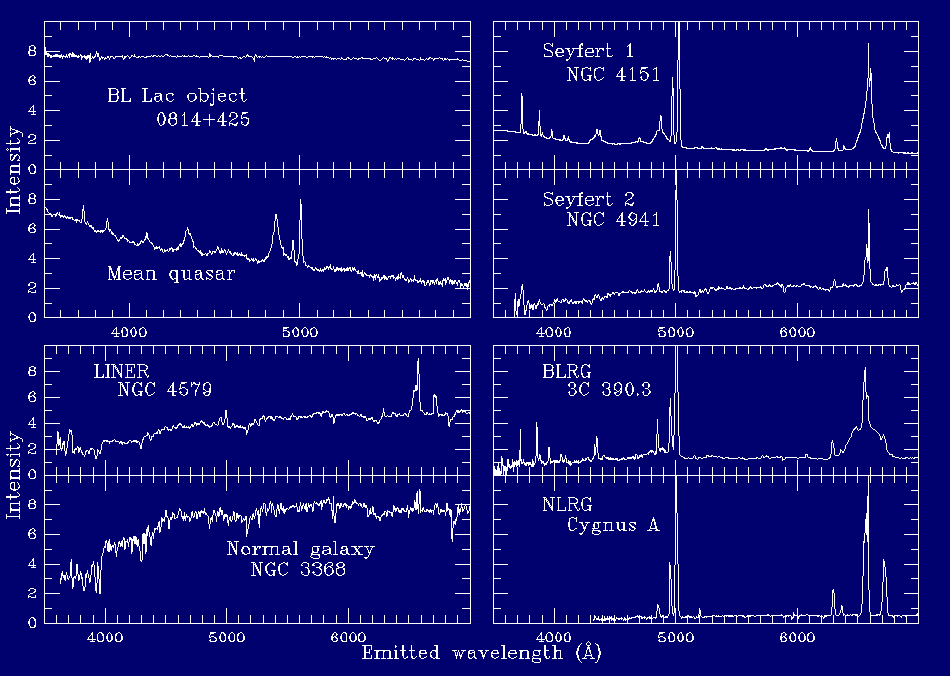 8
6
4
2
0
BL Lac object
0814+425
8
6
4
2
0
Mean quasar
4000
5000
Intensity
Seyfert 1
NGC 4151
Seyfert 2
NGC 4941
4000
5000
6000
8
6
4
2
0
LINER
NGC 4579
8
6
4
2
0
Normal galaxy
NGC 3368
4000
5000
6000
Intensity
BLRG
3C 390.3
NLRG
Cygnus A
4000
5000
6000
Emitted wavelength (Å)